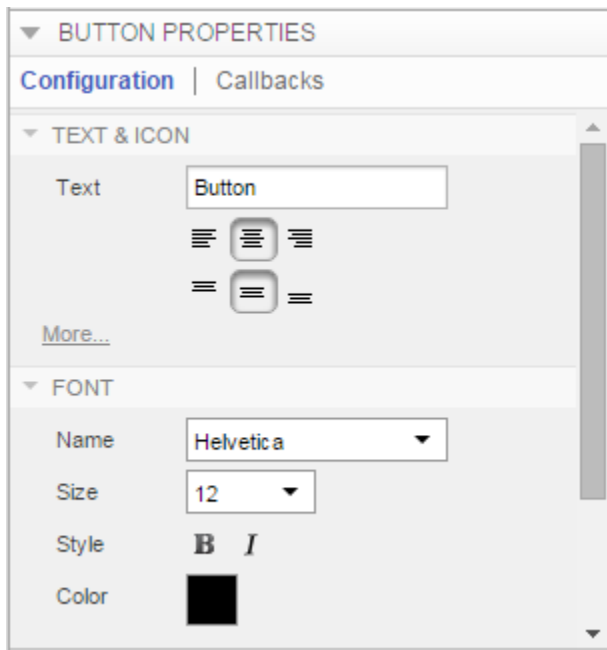 BUTTON PROPERTIES
Configuration | Callbacks
TEXT & ICON
Text Button
More...
FONT
Name Helvetica
Size 12
Style B I
Color